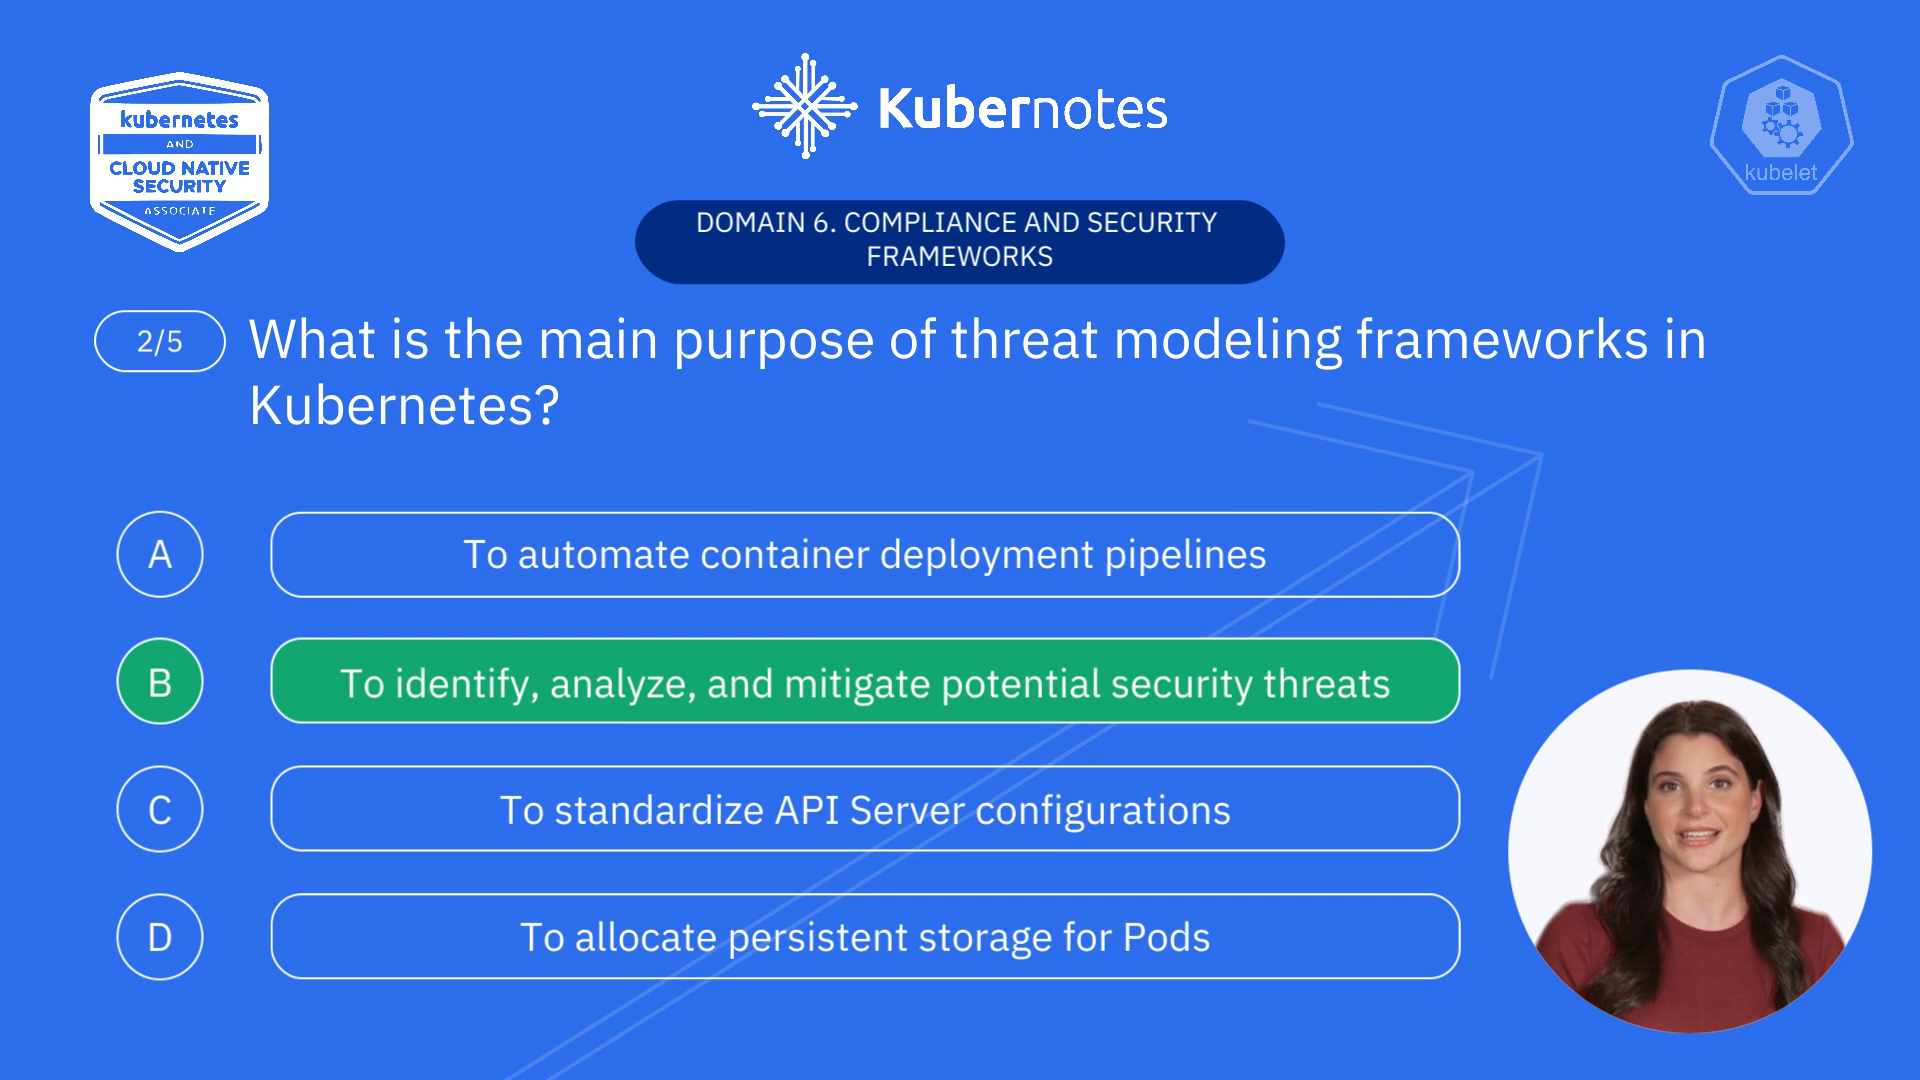 kubernetes
AND
CLOUD NATIVE
SECURITY
ASSOCIATE
Kubernotes
kubelet
DOMAIN 6. COMPLIANCE AND SECURITY
FRAMEWORKS
2/5
What is the main purpose of threat modeling frameworks in
Kubernetes?
A
To automate container deployment pipelines
B
To identify, analyze, and mitigate potential security threats
C
To standardize API Server configurations
D
To allocate persistent storage for Pods